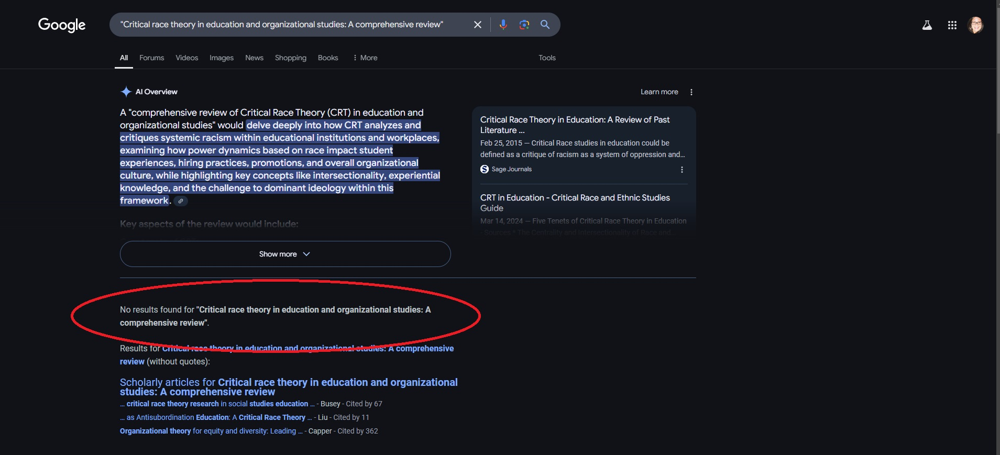 Google
"Critical race theory in education and organizational studies: A comprehensive review"
All Forums Videos Images News Shopping Books More Tools
AI Overview
Learn more
A "comprehensive review of Critical Race Theory (CRT) in education and
organizational studies" would delve deeply into how CRT analyzes and
critiques systemic racism within educational institutions and workplaces,
examining how power dynamics based on race impact student
experiences, hiring practices, promotions, and overall organizational
culture, while highlighting key concepts like intersectionality, experiential
knowledge, and the challenge to dominant ideology within this
framework.
Key aspects of the review would include:
Show more
Critical Race Theory in Education: A Review of Past
Literature ...
Feb 25, 2015 — Critical Race studies in education could be
defined as a critique of racism as a system of oppression and...
Sage Journals
CRT in Education - Critical Race and Ethnic Studies
Guide
Mar 14, 2024 — Five Tenets of Critical Race Theory in Education
- Sources * The Centrality and Intersectionality of Race and...
No results found for "Critical race theory in education and organizational studies: A
comprehensive review".
Results for Critical race theory in education and organizational studies: A comprehensive
review (without quotes):
Scholarly articles for Critical race theory in education and organizational
studies: A comprehensive review
... critical race theory research in social studies education ... - Busey - Cited by 67
... as Antisubordination Education: A Critical Race Theory ... - Liu - Cited by 11
Organizational theory for equity and diversity: Leading ... - Capper - Cited by 362